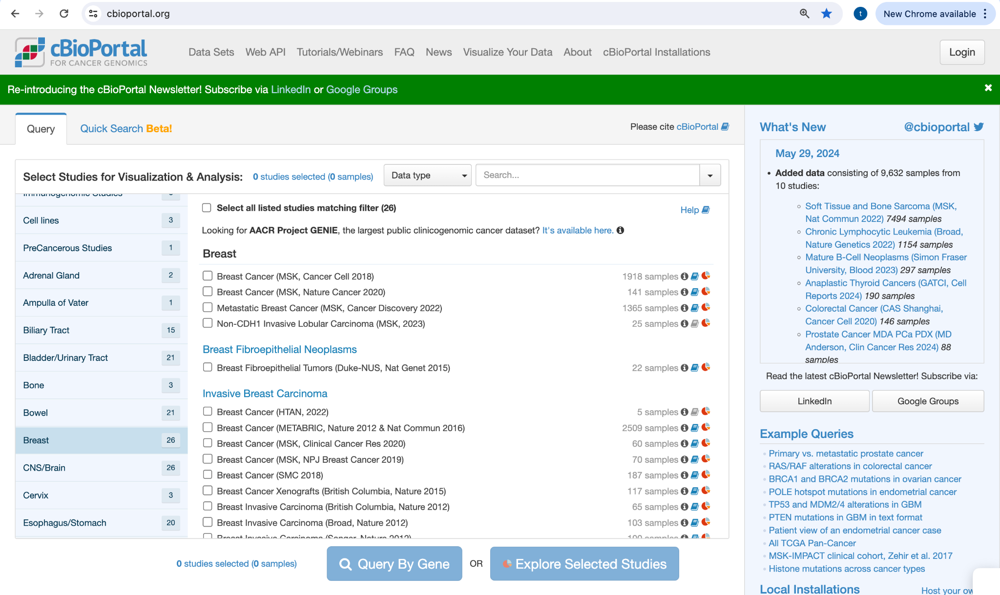 cbioportal.org
t
New Chrome available
cBioPortal
FOR CANCER GENOMICS
Data Sets Web API Tutorials/Webinars FAQ News Visualize Your Data About cBioPortal Installations
Login
Re-introducing the cBioPortal Newsletter! Subscribe via LinkedIn or Google Groups
Query
Quick Search Beta!
Please cite cBioPortal
Select Studies for Visualization & Analysis:
0 studies selected (0 samples)
Data type
Search...
Immunogenomic Studies
Cell lines 3
PreCancerous Studies 1
Adrenal Gland 2
Ampulla of Vater 1
Biliary Tract 15
Bladder/Urinary Tract 21
Bone 3
Bowel 21
Breast 26
CNS/Brain 26
Cervix 3
Esophagus/Stomach 20
Select all listed studies matching filter (26)
Help
Looking for AACR Project GENIE, the largest public clinicogenomic cancer dataset? It's available here.
Breast
Breast Cancer (MSK, Cancer Cell 2018) 1918 samples
Breast Cancer (MSK, Nature Cancer 2020) 141 samples
Metastatic Breast Cancer (MSK, Cancer Discovery 2022) 1365 samples
Non-CDH1 Invasive Lobular Carcinoma (MSK, 2023) 25 samples
Breast Fibroepithelial Neoplasms
Breast Fibroepithelial Tumors (Duke-NUS, Nat Genet 2015) 22 samples
Invasive Breast Carcinoma
Breast Cancer (HTAN, 2022) 5 samples
Breast Cancer (METABRIC, Nature 2012 & Nat Commun 2016) 2509 samples
Breast Cancer (MSK, Clinical Cancer Res 2020) 60 samples
Breast Cancer (MSK, NPJ Breast Cancer 2019) 70 samples
Breast Cancer (SMC 2018) 187 samples
Breast Cancer Xenografts (British Columbia, Nature 2015) 117 samples
Breast Invasive Carcinoma (British Columbia, Nature 2012) 65 samples
Breast Invasive Carcinoma (Broad, Nature 2012) 103 samples
Breast Invasive Carcinoma (Sanger, Nature 2012) 100 samples
0 studies selected (0 samples)
Query By Gene
OR
Explore Selected Studies
What's New
@cbioportal
May 29, 2024
Added data consisting of 9,632 samples from
10 studies:
Soft Tissue and Bone Sarcoma (MSK,
Nat Commun 2022) 7494 samples
Chronic Lymphocytic Leukemia (Broad,
Nature Genetics 2022) 1154 samples
Mature B-Cell Neoplasms (Simon Fraser
University, Blood 2023) 297 samples
Anaplastic Thyroid Cancers (GATCI, Cell
Reports 2024) 190 samples
Colorectal Cancer (CAS Shanghai,
Cancer Cell 2020) 146 samples
Prostate Cancer MDA PCa PDX (MD
Anderson, Clin Cancer Res 2024) 88
samples
Read the latest cBioPortal Newsletter! Subscribe via:
LinkedIn
Google Groups
Example Queries
Primary vs. metastatic prostate cancer
RAS/RAF alterations in colorectal cancer
BRCA1 and BRCA2 mutations in ovarian cancer
POLE hotspot mutations in endometrial cancer
TP53 and MDM2/4 alterations in GBM
PTEN mutations in GBM in text format
Patient view of an endometrial cancer case
All TCGA Pan-Cancer
MSK-IMPACT clinical cohort, Zehir et al. 2017
Histone mutations across cancer types
Local Installations
Host your ow